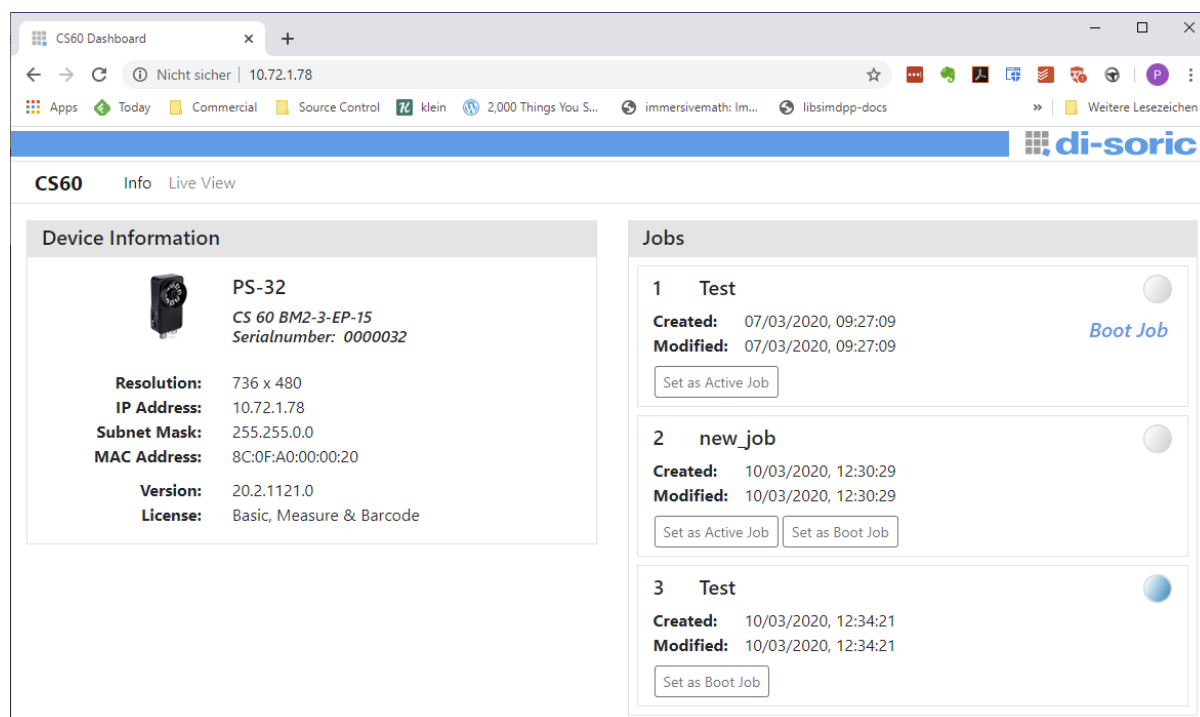 CS60 Dashboard
Nicht sicher | 10.72.1.78
P
Apps Today Commercial Source Control klein 2,000 Things You S... immersivemath: Im... libsimdpp-docs » Weitere Lesezeichen
di-soric
CS60 Info Live View
Device Information
PS-32
CS 60 BM2-3-EP-15
Serialnumber: 0000032
Resolution: 736 x 480
IP Address: 10.72.1.78
Subnet Mask: 255.255.0.0
MAC Address: 8C:0F:A0:00:00:20
Version: 20.2.1121.0
License: Basic, Measure & Barcode
Jobs
1 Test
Created: 07/03/2020, 09:27:09
Boot Job
Modified: 07/03/2020, 09:27:09
Set as Active Job
2 new_job
Created: 10/03/2020, 12:30:29
Modified: 10/03/2020, 12:30:29
Set as Active Job Set as Boot Job
3 Test
Created: 10/03/2020, 12:34:21
Modified: 10/03/2020, 12:34:21
Set as Boot Job